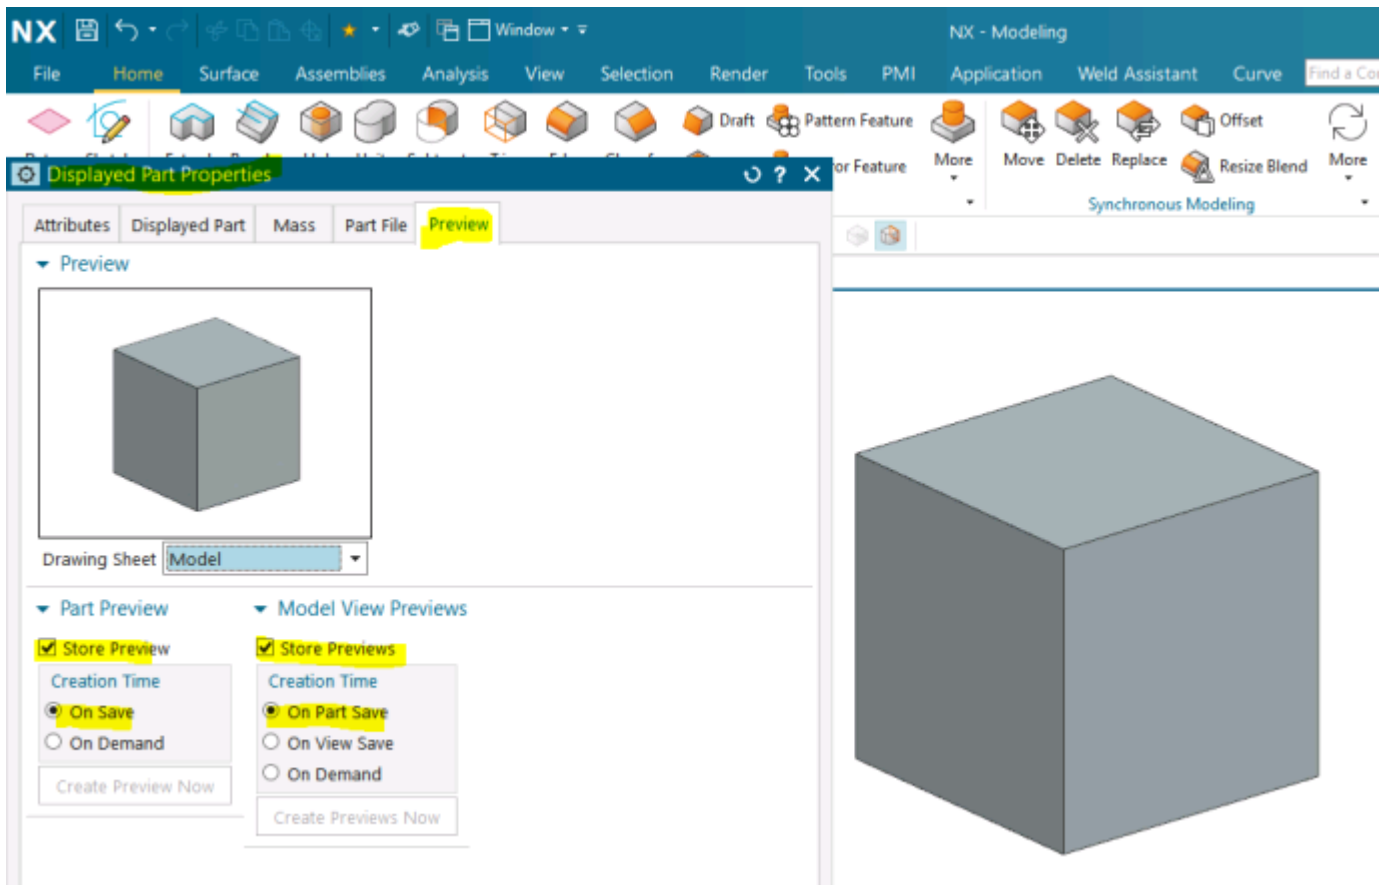 NX Window NX - Modeling
File Home Surface Assemblies Analysis View Selection Render Tools PMI Application Weld Assistant Curve Find a Co
Draft Pattern Feature Offset
More Move Delete Replace Resize Blend More
Feature
Synchronous Modeling
Displayed Part Properties ?
Attributes Displayed Part Mass Part File Preview
Preview
Drawing Sheet Model
Part Preview Model View Previews
Store Preview Store Previews
Creation Time Creation Time
On Save On Part Save
On Demand On View Save
On Demand
Create Preview Now
Create Previews Now